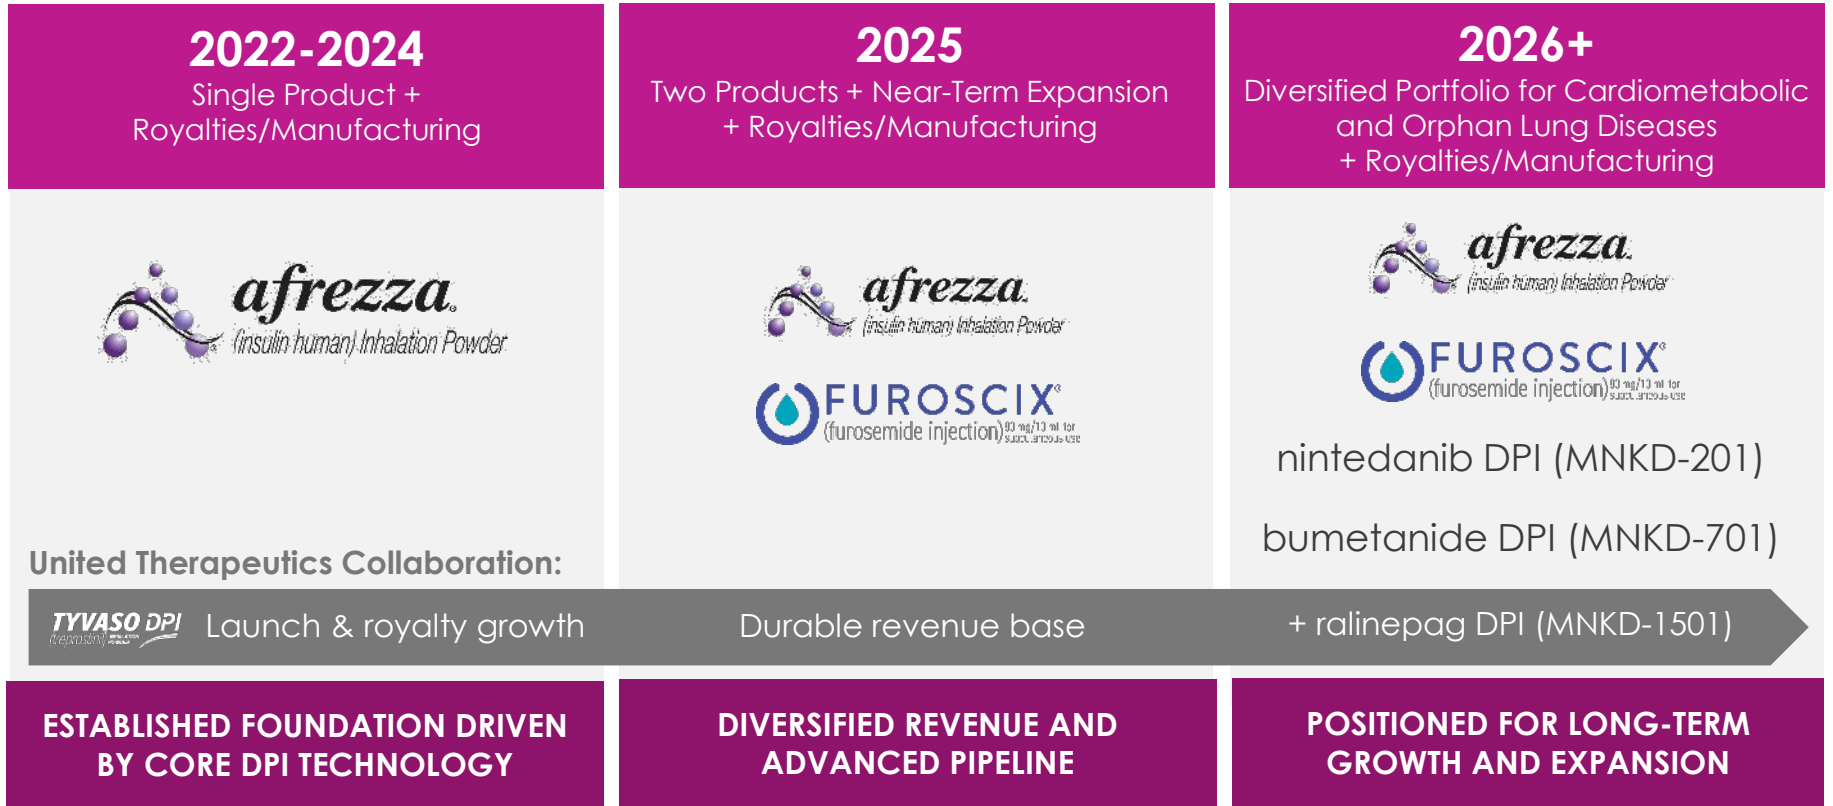 2022-2024
Single Product +
Royalties/Manufacturing
afrezza.
(insulin human) Inhalation Powder
2025
Two Products + Near-Term Expansion
+ Royalties/Manufacturing
afrezza.
(insulin human) Inhalation Powder
FUROSCIX®
(furosemide injection)
2026+
Diversified Portfolio for Cardiometabolic
and Orphan Lung Diseases
+ Royalties/Manufacturing
afrezza.
(insulin human) Inhalation Powder
FUROSCIX®
(furosemide injection)
nintedanib DPI (MNKD-201)
bumetanide DPI (MNKD-701)
United Therapeutics Collaboration:
TYVASO DPI
(treprostinil)
Launch & royalty growth
Durable revenue base
+ ralinepag DPI (MNKD-1501)
ESTABLISHED FOUNDATION DRIVEN
BY CORE DPI TECHNOLOGY
DIVERSIFIED REVENUE AND
ADVANCED PIPELINE
POSITIONED FOR LONG-TERM
GROWTH AND EXPANSION